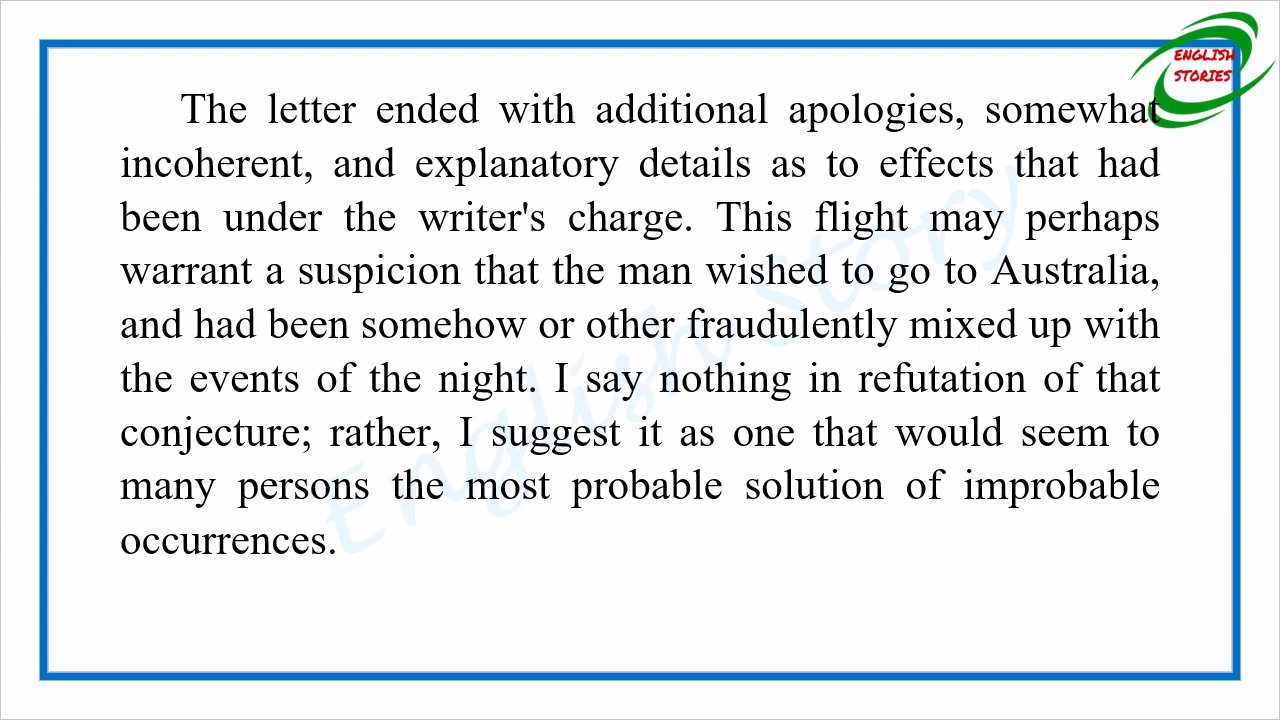 ENGLISH
STORIES
The letter ended with additional apologies, somewhat
incoherent, and explanatory details as to effects that had
been under the writer's charge. This flight may perhaps
warrant a suspicion that the man wished to go to Australia,
and had been somehow or other fraudulently mixed up with
the events of the night. I say nothing in refutation of that
conjecture; rather, I suggest it as one that would seem to
many persons the most probable solution of improbable
occurrences.
English Story